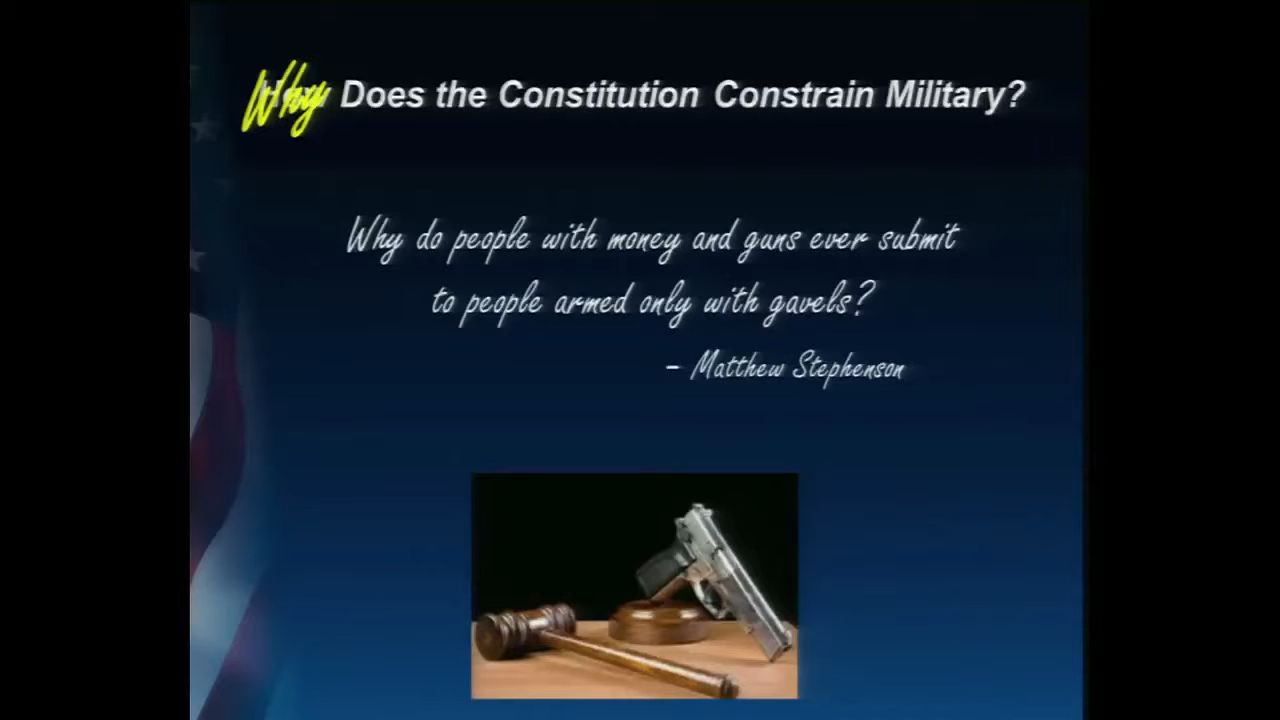 Why Does the Constitution Constrain Military?
Why do people with money and guns ever submit
to people armed only with gavels?
– Matthew Stephenson